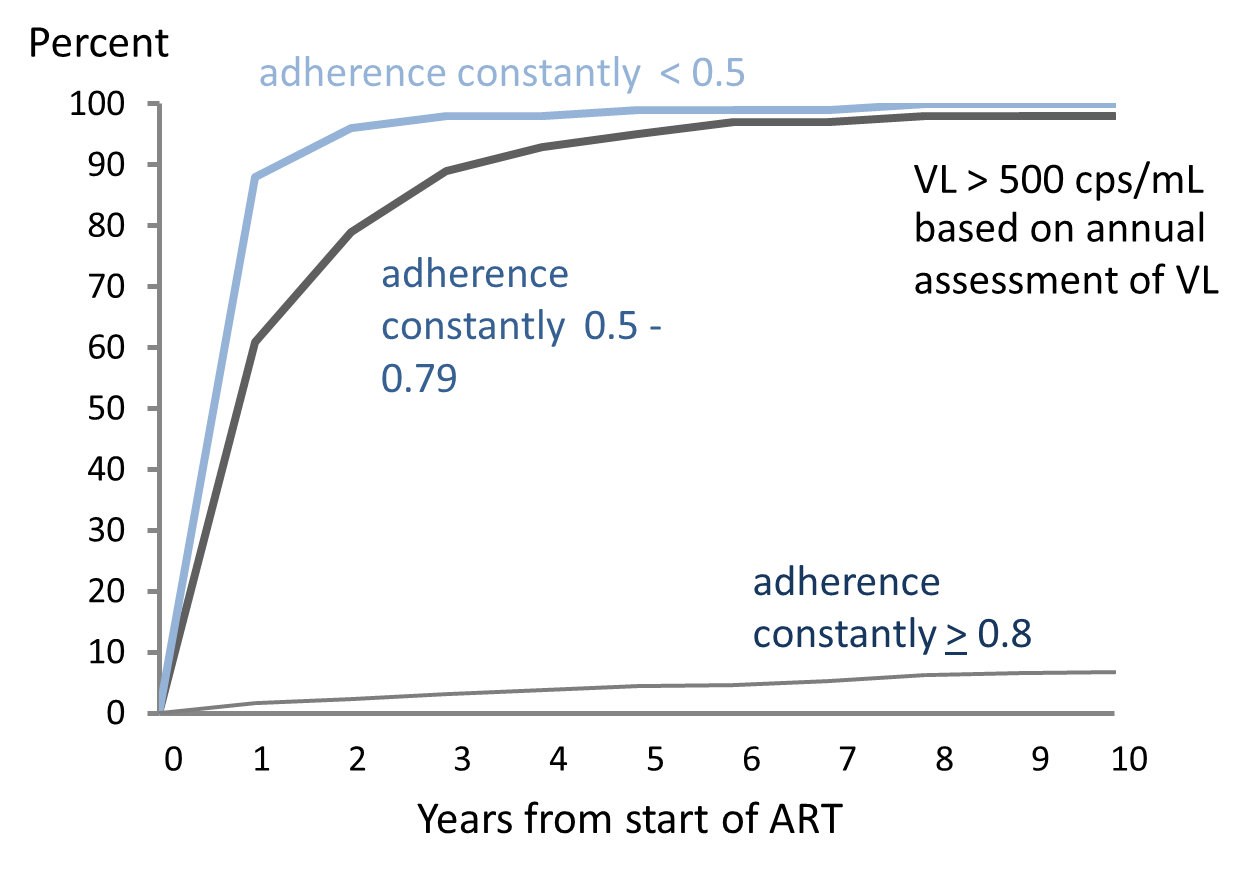 Percent
adherence constantly < 0.5
100
90
80
70
60
50
40
30
20
10
0
VL > 500 cps/mL
based on annual
assessment of VL
adherence
constantly 0.5 -
0.79
adherence
constantly ≥ 0.8
0 1 2 3 4 5 6 7 8 9 10
Years from start of ART